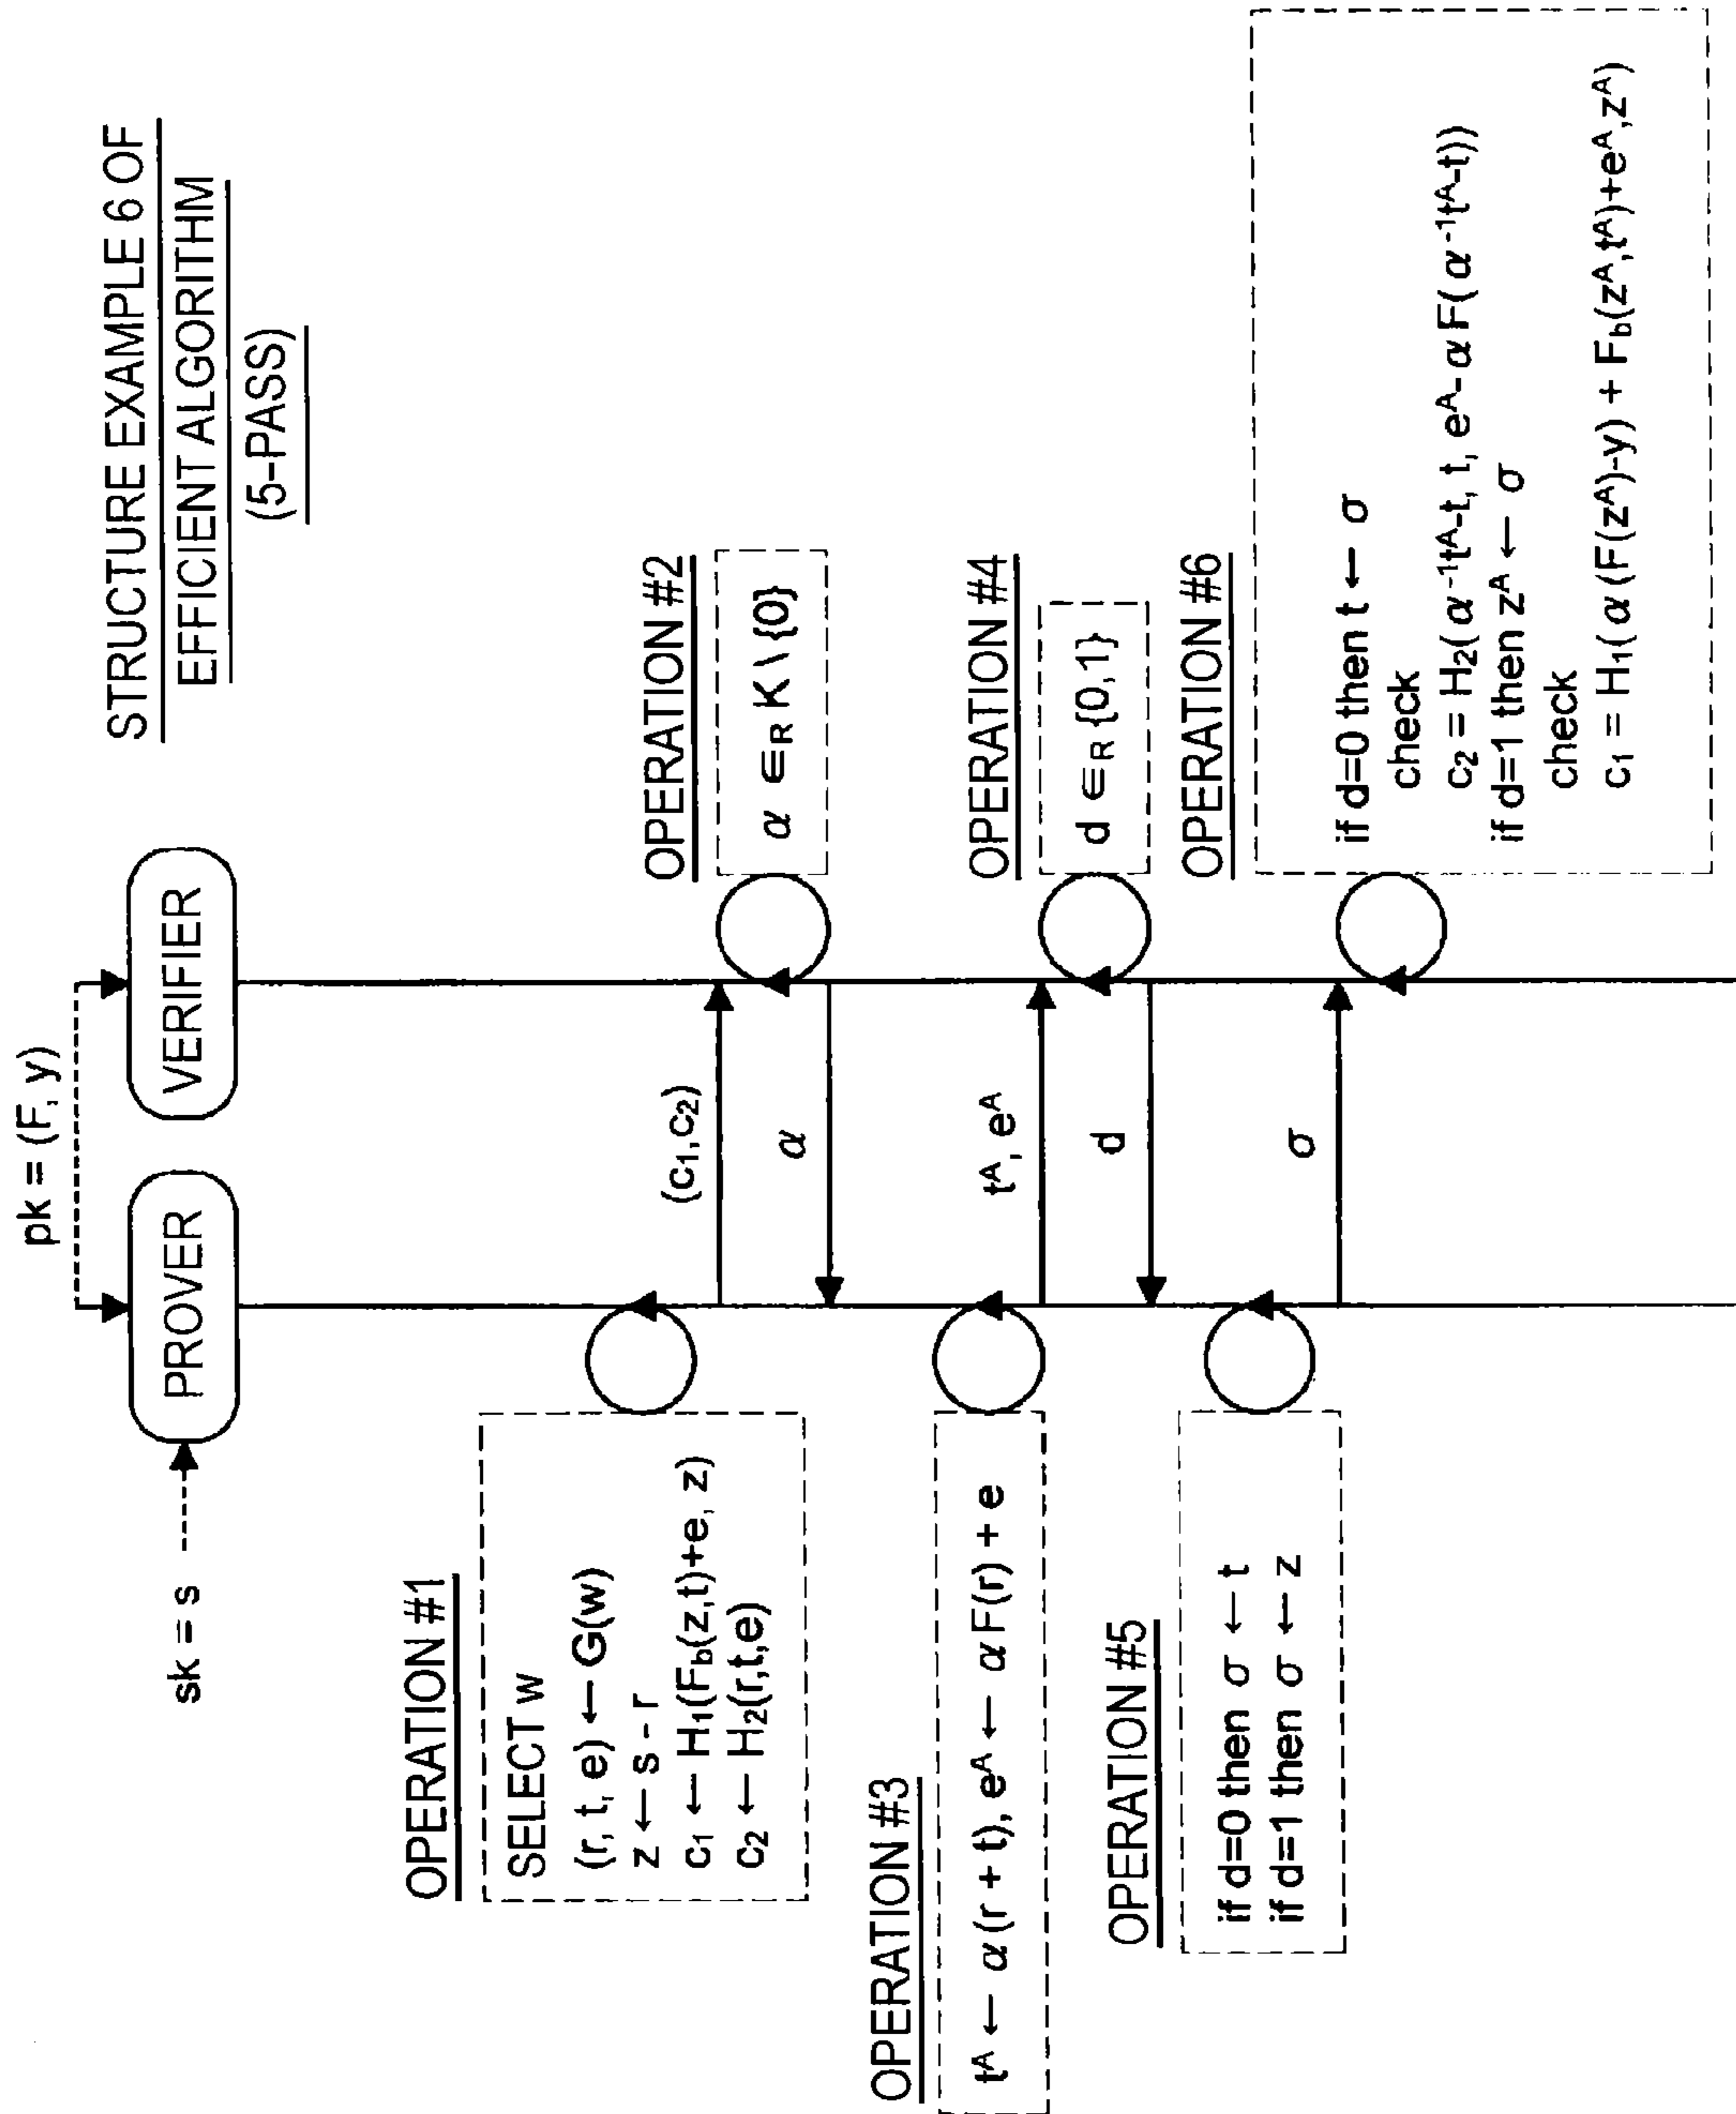 STRUCTURE EXAMPLE 6 OF
EFFICIENT ALGORITHM
(5-PASS)
pk = (F, y)
sk = s
PROVER
VERIFIER
OPERATION #1
SELECT w
(r, t, e) ← G(w)
z ← s - r
c₁ ← H₁(F_b(z,t)+e, z)
c₂ ← H₂(r,t,e)
(c₁,c₂)
OPERATION #2
α ∈_R K \ {0}
α
OPERATION #3
t^A ← α(r + t), e^A ← αF(r) + e
t^A, e^A
OPERATION #4
d ∈_R {0,1}
d
OPERATION #5
if d=0 then σ ← t
if d=1 then σ ← z
σ
OPERATION #6
if d=0 then t ← σ
check
c₂ = H₂(α⁻¹t^A-t, t, e^A-αF(α⁻¹t^A-t))
if d=1 then z^A ← σ
check
c₁ = H₁(α(F(z^A)-y) + F_b(z^A,t^A)+e^A,z^A)